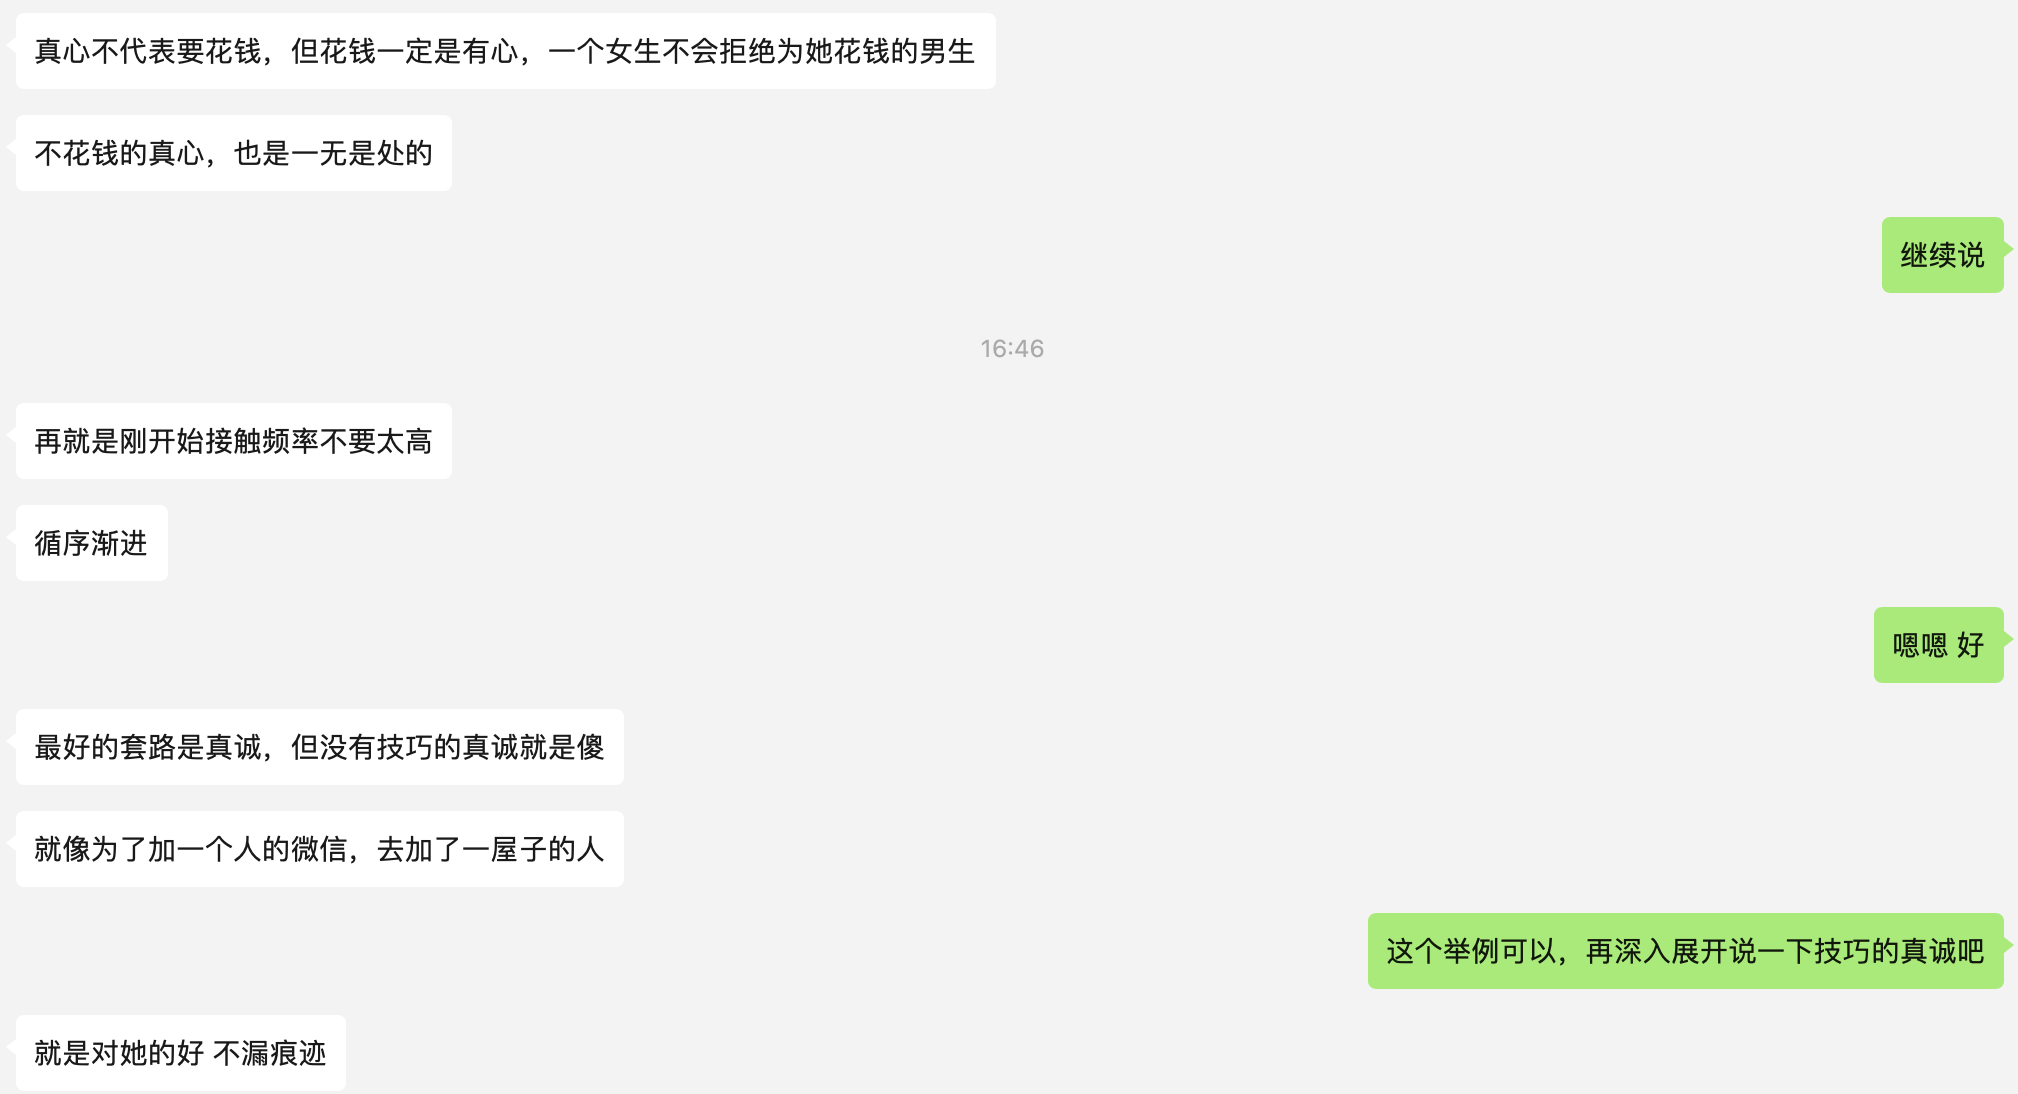 真心不代表要花钱，但花钱一定是有心，一个女生不会拒绝为她花钱的男生
不花钱的真心，也是一无是处的
继续说
16:46
再就是刚开始接触频率不要太高
循序渐进
嗯嗯 好
最好的套路是真诚，但没有技巧的真诚就是傻
就像为了加一个人的微信，去加了一屋子的人
这个举例可以，再深入展开说一下技巧的真诚吧
就是对她的好 不漏痕迹